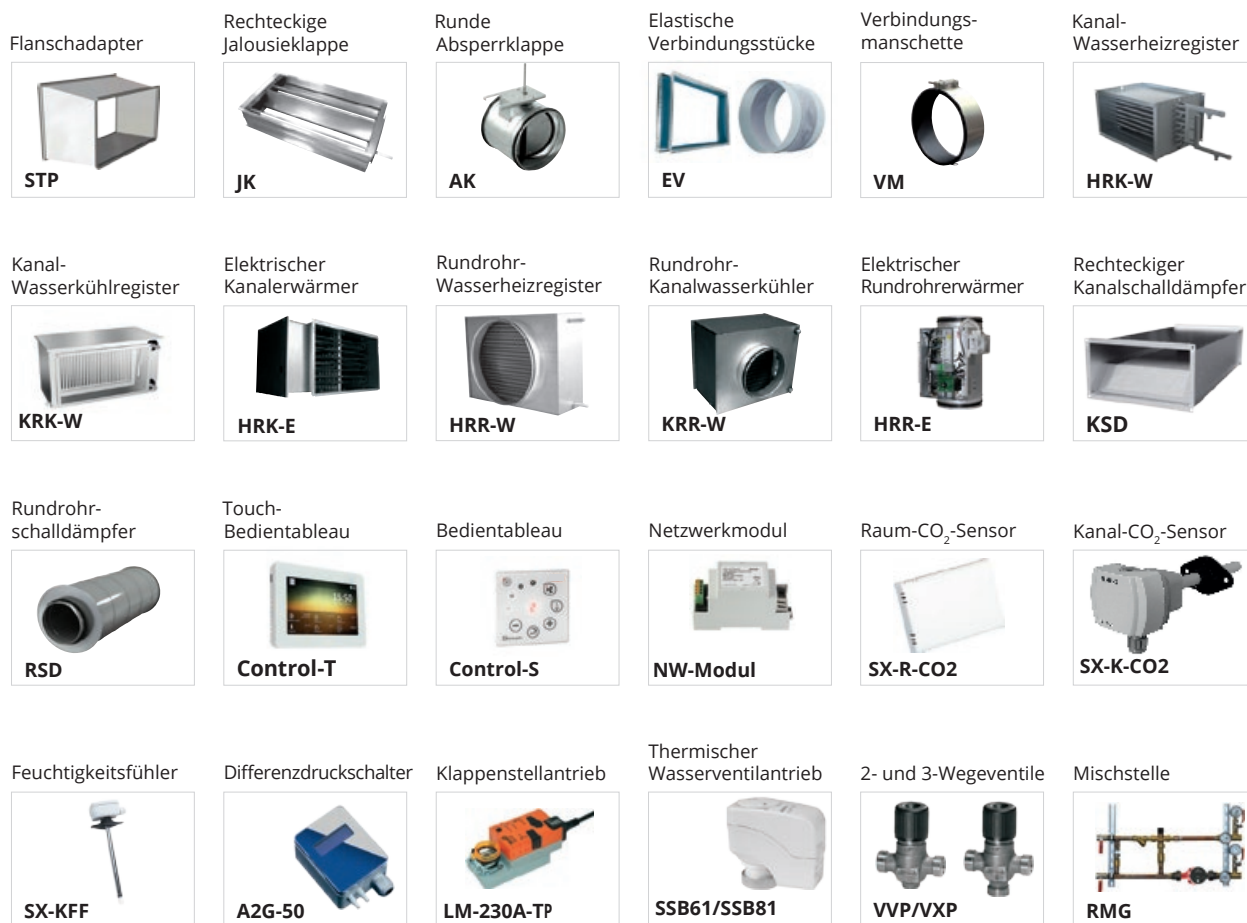 Flanschadapter
STP
Rechteckige
Jalousieklappe
JK
Runde
Absperrklappe
AK
Elastische
Verbindungsstücke
EV
Verbindungs-
manschette
VM
Kanal-
Wasserheizregister
HRK-W
Kanal-
Wasserkühlregister
KRK-W
Elektrischer
Kanalerwärmer
HRK-E
Rundrohr-
Wasserheizregister
HRR-W
Rundrohr-
Kanalwasserkühler
KRR-W
Elektrischer
Rundrohrerwärmer
HRR-E
Rechteckiger
Kanalschalldämpfer
KSD
Rundrohr-
schalldämpfer
RSD
Touch-
Bedientableau
15:50
Control-T
Bedientableau
Control-S
Netzwerkmodul
NW-Modul
Raum-CO₂-Sensor
SX-R-CO2
Kanal-CO₂-Sensor
SX-K-CO2
Feuchtigkeitsfühler
SX-KFF
Differenzdruckschalter
A2G-50
Klappenstellantrieb
LM-230A-TP
Thermischer
Wasserventilantrieb
SSB61/SSB81
2- und 3-Wegeventile
VVP/VXP
Mischstelle
RMG